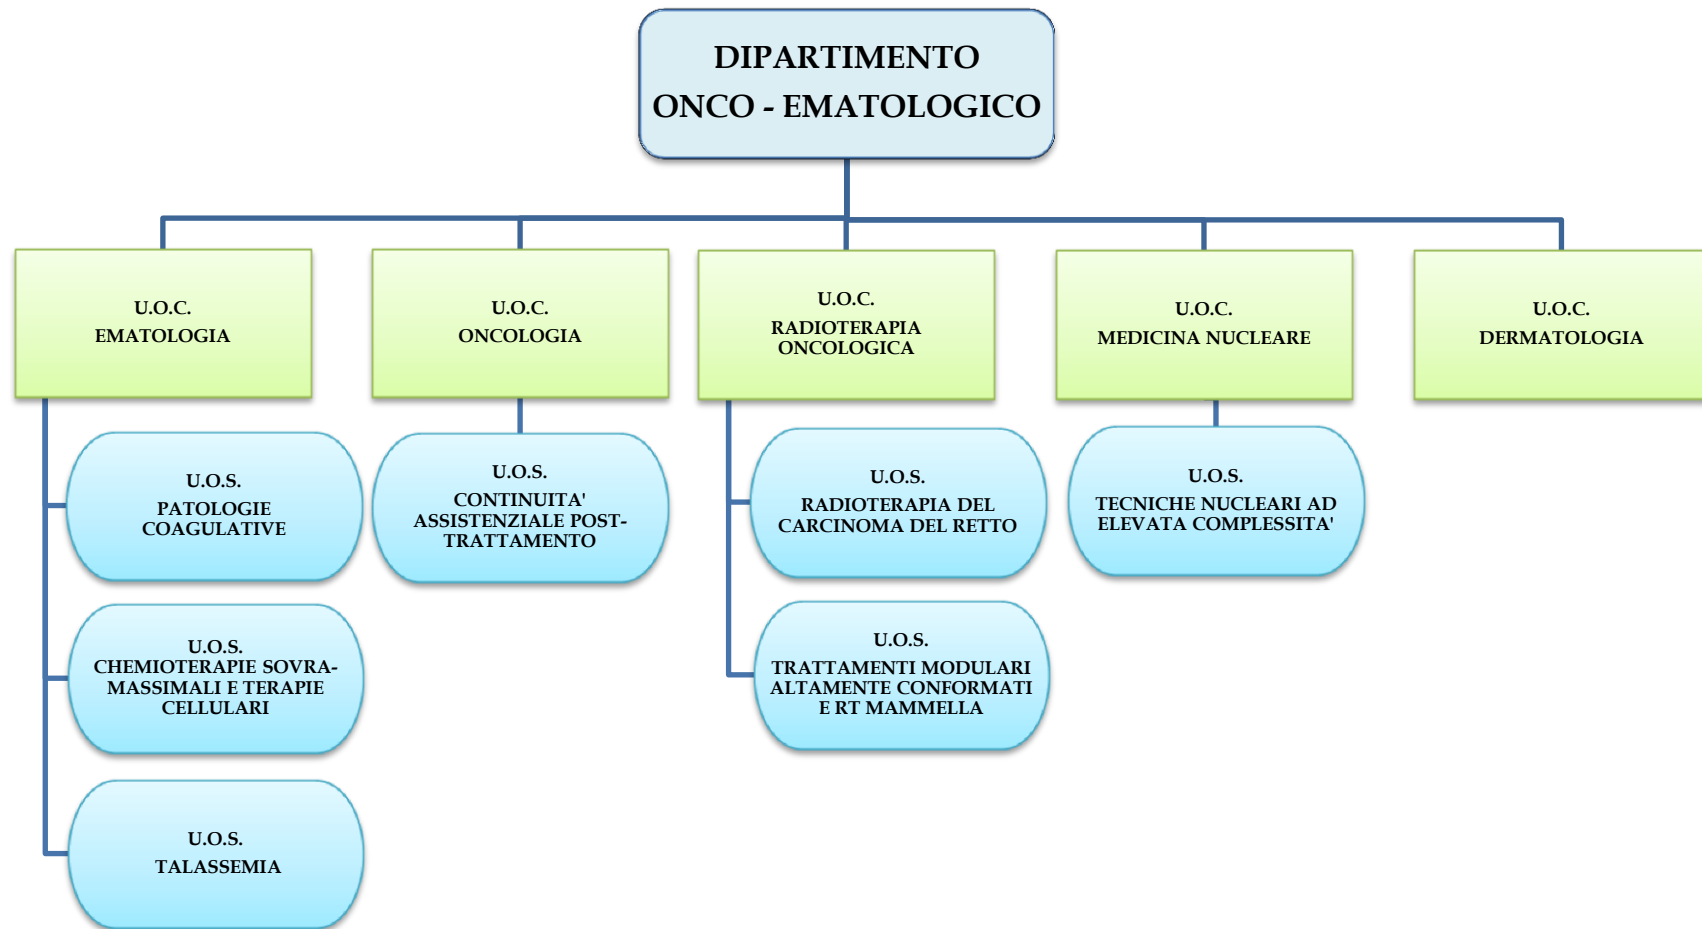 DIPARTIMENTO
ONCO - EMATOLOGICO
U.O.C.
EMATOLOGIA
U.O.C.
ONCOLOGIA
U.O.C.
RADIOTERAPIA
ONCOLOGICA
U.O.C.
MEDICINA NUCLEARE
U.O.C.
DERMATOLOGIA
U.O.S.
PATOLOGIE
COAGULATIVE
U.O.S.
CONTINUITA'
ASSISTENZIALE POST-
TRATTAMENTO
U.O.S.
RADIOTERAPIA DEL
CARCINOMA DEL RETTO
U.O.S.
TECNICHE NUCLEARI AD
ELEVATA COMPLESSITA'
U.O.S.
CHEMIOTERAPIE SOVRA-
MASSIMALI E TERAPIE
CELLULARI
U.O.S.
TRATTAMENTI MODULARI
ALTAMENTE CONFORMATI
E RT MAMMELLA
U.O.S.
TALASSEMIA